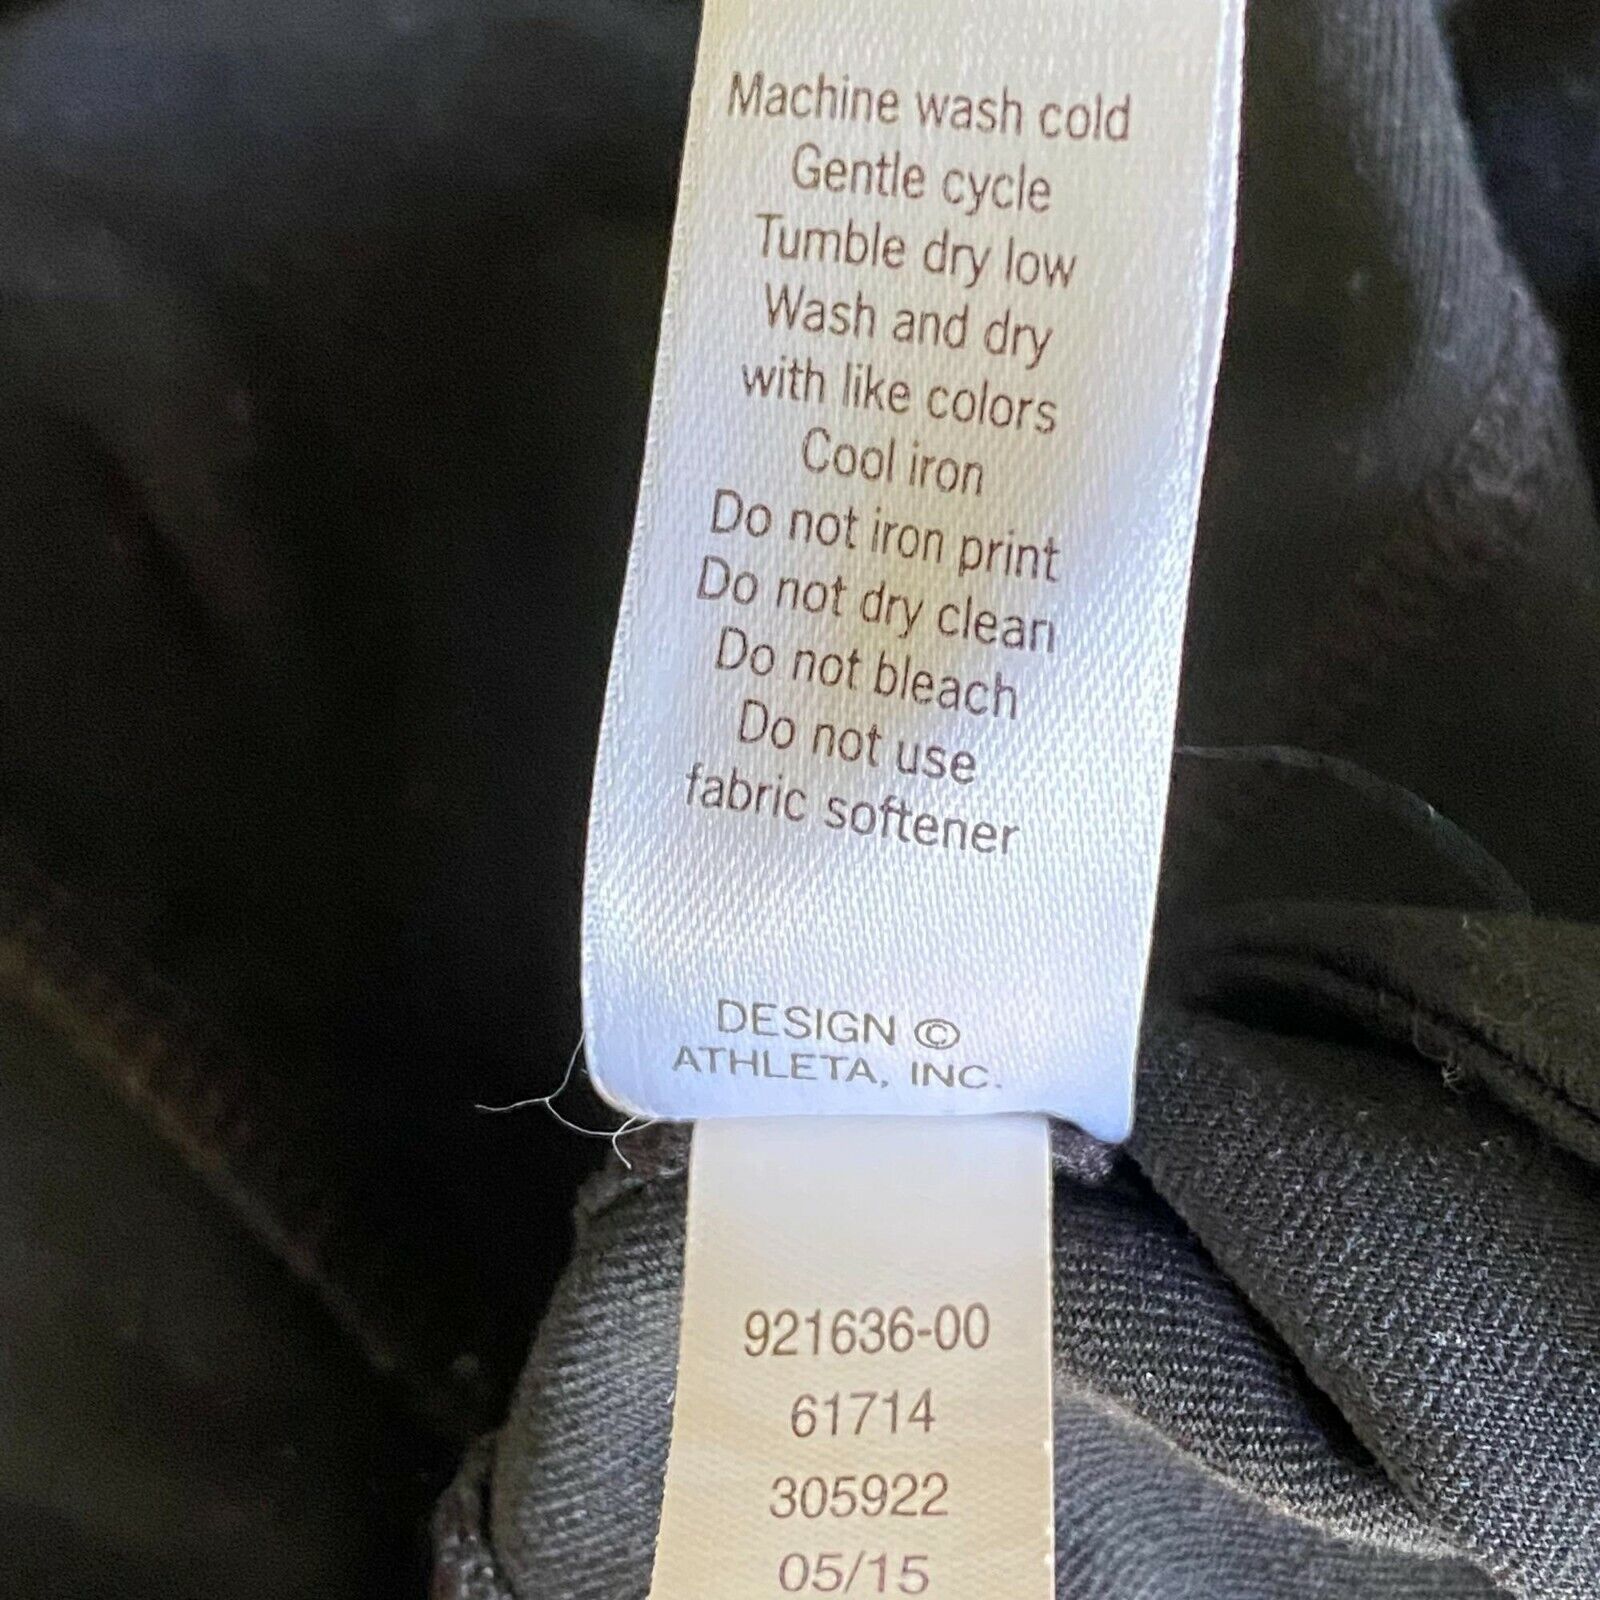 Machine wash cold
Gentle cycle
Tumble dry low
Wash and dry
with like colors
Cool iron
Do not iron print
Do not dry clean
Do not bleach
Do not use
fabric softener
DESIGN ©
ATHLETA, INC.
921636-00
61714
305922
05/15